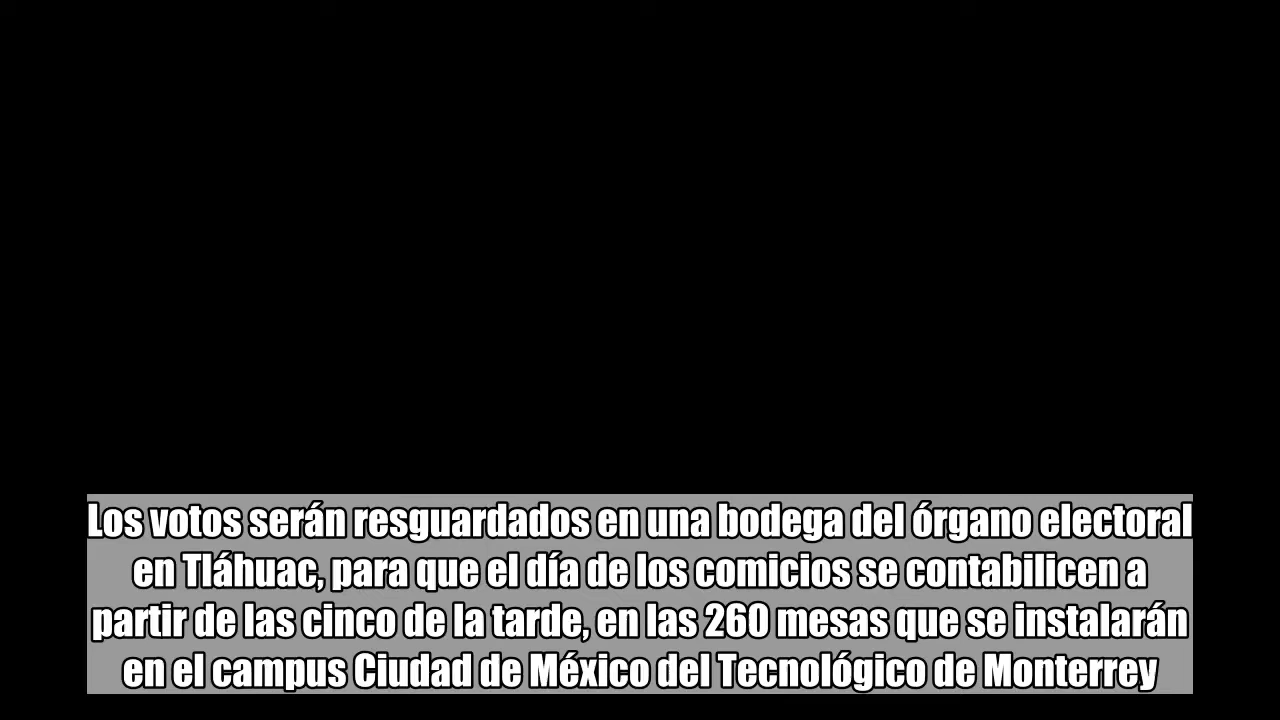 Los votos serán resguardados en una bodega del órgano electoral
en Tláhuac, para que el día de los comicios se contabilicen a
partir de las cinco de la tarde, en las 260 mesas que se instalarán
en el campus Ciudad de México del Tecnológico de Monterrey